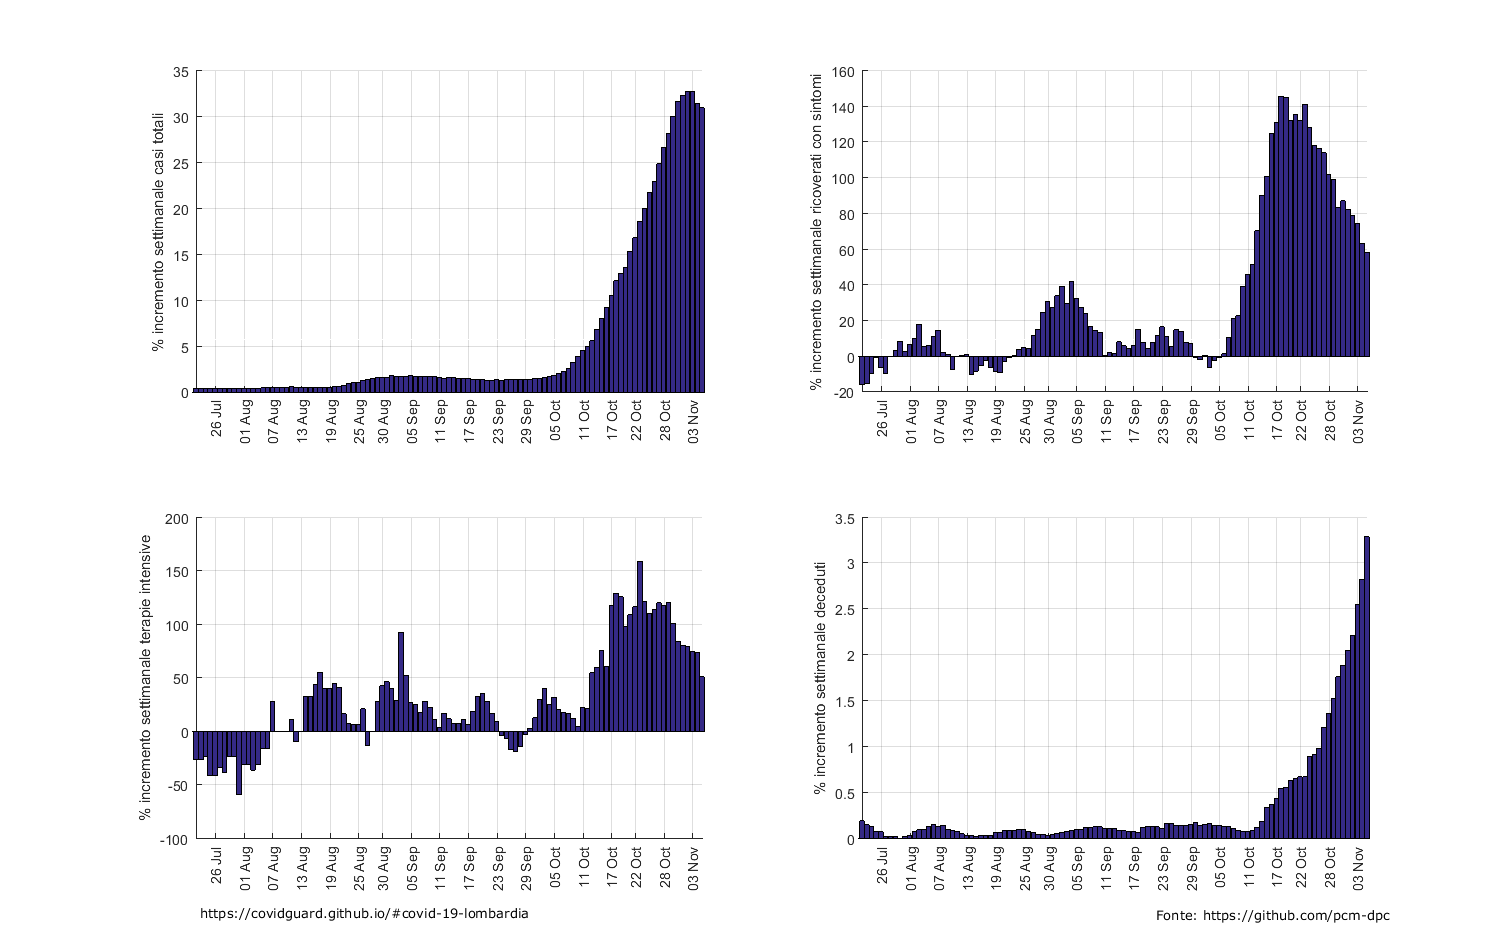 % incremento settimanale casi totali
35
30
25
20
15
10
5
0
26 Jul
01 Aug
07 Aug
13 Aug
19 Aug
25 Aug
30 Aug
05 Sep
11 Sep
17 Sep
23 Sep
29 Sep
05 Oct
11 Oct
17 Oct
22 Oct
28 Oct
03 Nov
% incremento settimanale ricoverati con sintomi
160
140
120
100
80
60
40
20
0
-20
26 Jul
01 Aug
07 Aug
13 Aug
19 Aug
25 Aug
30 Aug
05 Sep
11 Sep
17 Sep
23 Sep
29 Sep
05 Oct
11 Oct
17 Oct
22 Oct
28 Oct
03 Nov
% incremento settimanale terapie intensive
200
150
100
50
0
-50
-100
26 Jul
01 Aug
07 Aug
13 Aug
19 Aug
25 Aug
30 Aug
05 Sep
11 Sep
17 Sep
23 Sep
29 Sep
05 Oct
11 Oct
17 Oct
22 Oct
28 Oct
03 Nov
% incremento settimanale deceduti
3.5
3
2.5
2
1.5
1
0.5
0
26 Jul
01 Aug
07 Aug
13 Aug
19 Aug
25 Aug
30 Aug
05 Sep
11 Sep
17 Sep
23 Sep
29 Sep
05 Oct
11 Oct
17 Oct
22 Oct
28 Oct
03 Nov
https://covidguard.github.io/#covid-19-lombardia
Fonte: https://github.com/pcm-dpc